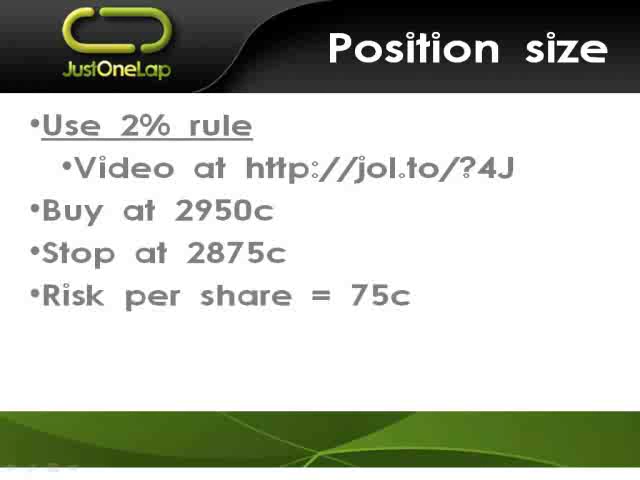 JustOneLap
Position size
•Use 2% rule
•Video at http://jol.to/?4J
•Buy at 2950c
•Stop at 2875c
•Risk per share = 75c